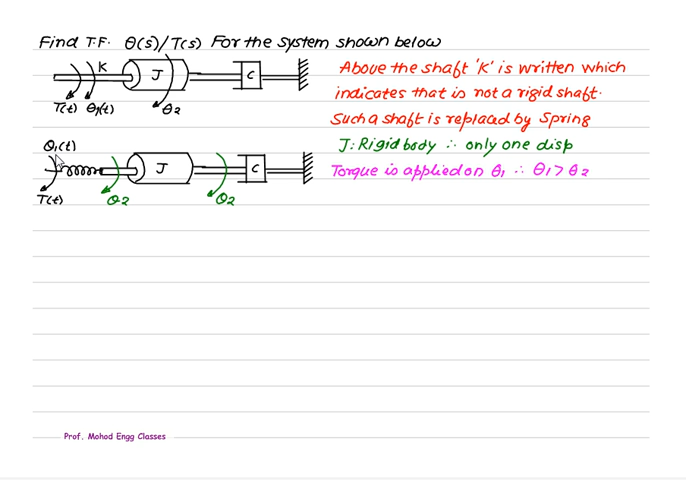 Find T.F. θ(s)/T(s) For the system shown below
K J C
T(t) θ1(t) θ2
Above the shaft 'K' is written which
indicates that is not a rigid shaft.
Such a shaft is replaced by Spring
J: Rigid body ∴ only one disp
Torque is applied on θ1 ∴ θ1 > θ2
θ1(t)
J C
T(t) θ2 θ2
Prof. Mohod Engg Classes